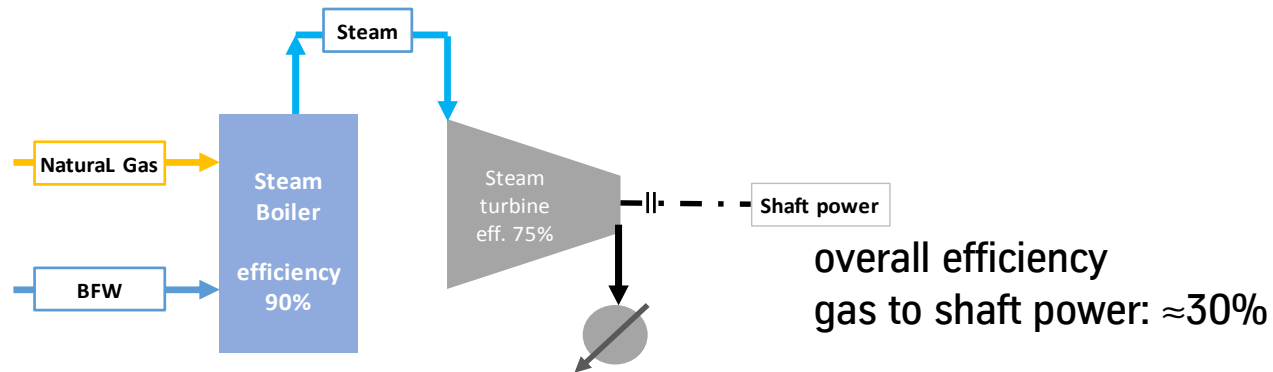 Steam
NaturaL Gas
Steam
Boiler
efficiency
90%
BFW
Steam
turbine
eff. 75%
Shaft power
overall efficiency
gas to shaft power: ≈30%